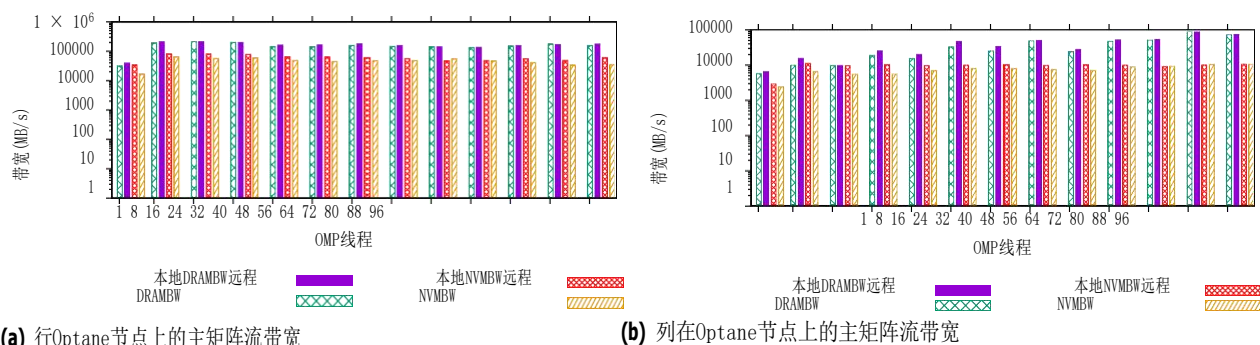 1 × 10⁶
100000
10000
1000
100
10
1
带宽(MB/s)
1 8 16 24 32 40 48 56 64 72 80 88 96
OMP线程
本地DRAMBW远程
DRAMBW
本地NVMBW远程
NVMBW
(a) 行Optane节点上的主矩阵流带宽
100000
10000
1000
100
10
1
带宽(MB/s)
1 8 16 24 32 40 48 56 64 72 80 88 96
OMP线程
本地DRAMBW远程
DRAMBW
本地NVMBW远程
NVMBW
(b) 列在Optane节点上的主矩阵流带宽